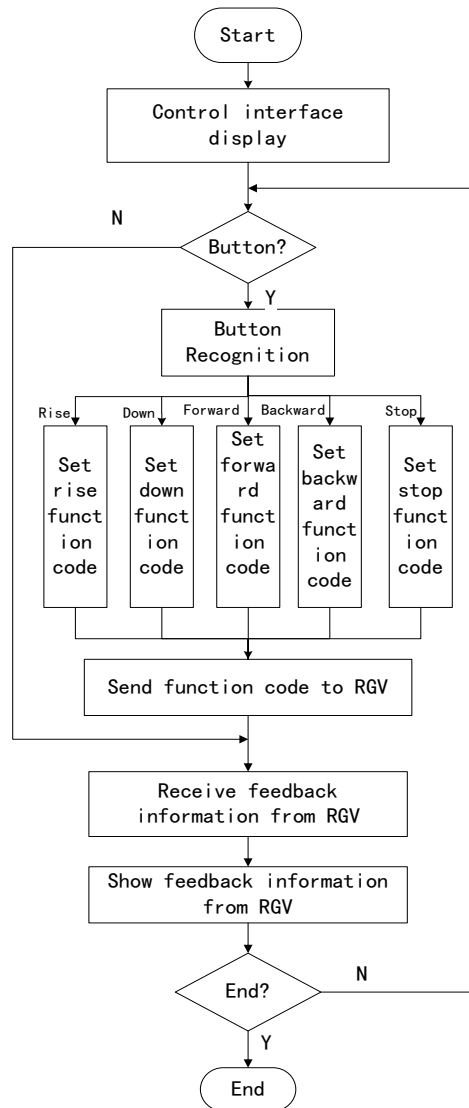 Start
Control interface
display
N
Button?
Y
Button
Recognition
Rise
Down
Forward
Backward
Stop
Set
rise
funct
ion
code
Set
down
funct
ion
code
Set
forwa
rd
funct
ion
code
Set
backw
ard
funct
ion
code
Set
stop
funct
ion
code
Send function code to RGV
Receive feedback
information from RGV
Show feedback information
from RGV
End?
N
Y
End